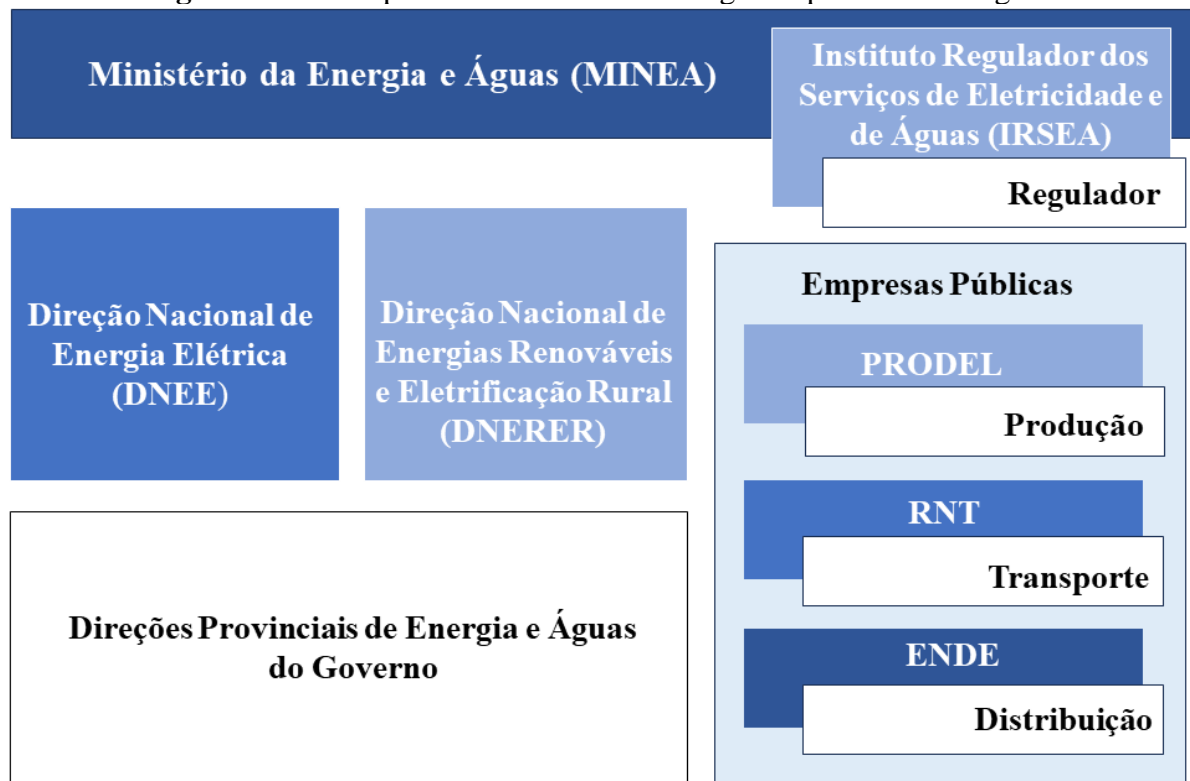 Ministério da Energia e Águas (MINEA)
Instituto Regulador dos
Serviços de Eletricidade e
de Águas (IRSEA)
Regulador
Direção Nacional de
Energia Elétrica
(DNEE)
Direção Nacional de
Energias Renováveis
e Eletrificação Rural
(DNERER)
Direções Provinciais de Energia e Águas
do Governo
Empresas Públicas
PRODEL
Produção
RNT
Transporte
ENDE
Distribuição